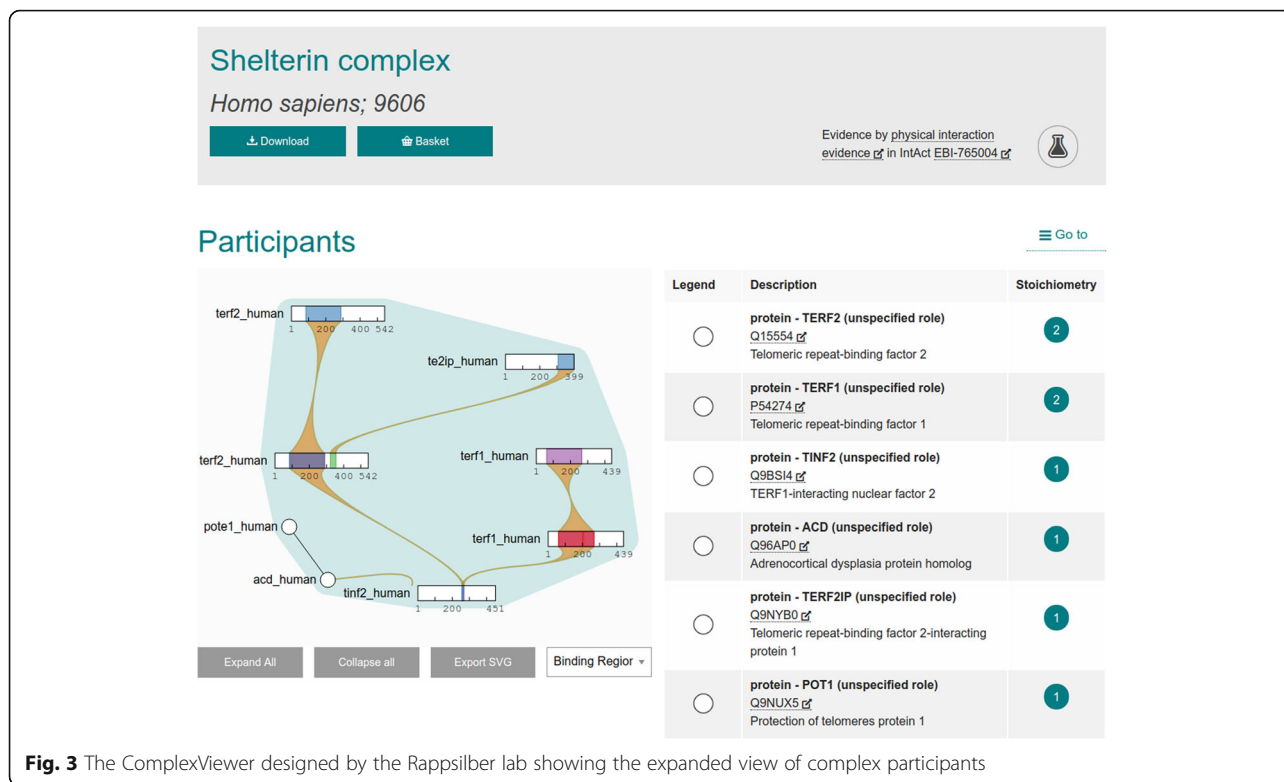 Shelterin complex
Homo sapiens; 9606
Download
Basket
Evidence by physical interaction
evidence in IntAct EBI-765004
Participants
Go to
terf2_human
1 200 400 542
te2ip_human
1 200 399
terf2_human
1 200 400 542
terf1_human
1 200 439
pote1_human
terf1_human
1 200 439
acd_human
tinf2_human
1 200 451
Expand All
Collapse all
Export SVG
Binding Region
Legend Description Stoichiometry
protein - TERF2 (unspecified role)
Q15554
Telomeric repeat-binding factor 2
2
protein - TERF1 (unspecified role)
P54274
Telomeric repeat-binding factor 1
2
protein - TINF2 (unspecified role)
Q9BSI4
TERF1-interacting nuclear factor 2
1
protein - ACD (unspecified role)
Q96AP0
Adrenocortical dysplasia protein homolog
1
protein - TERF2IP (unspecified role)
Q9NYB0
Telomeric repeat-binding factor 2-interacting
protein 1
1
protein - POT1 (unspecified role)
Q9NUX5
Protection of telomeres protein 1
1
Fig. 3 The ComplexViewer designed by the Rappsilber lab showing the expanded view of complex participants